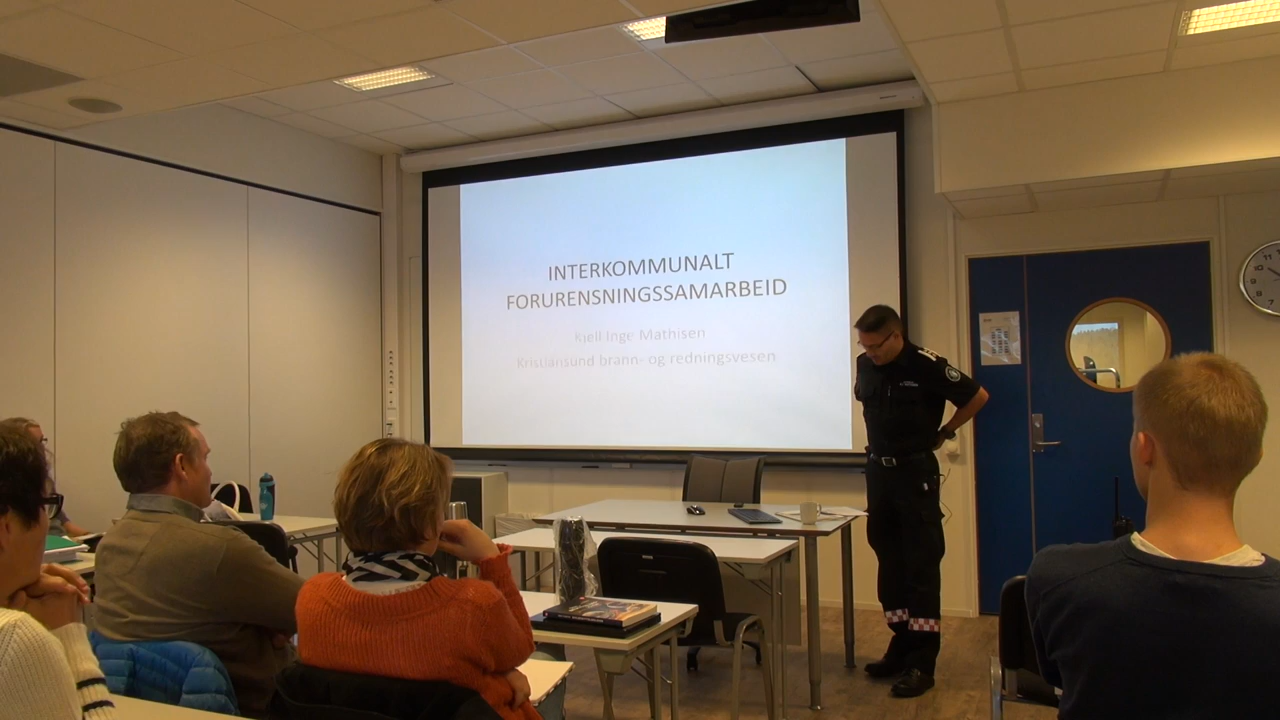 INTERKOMMUNALT
FORURENSNINGSSAMARBEID
Kjell Inge Mathisen
Kristiansund brann- og redningsvesen